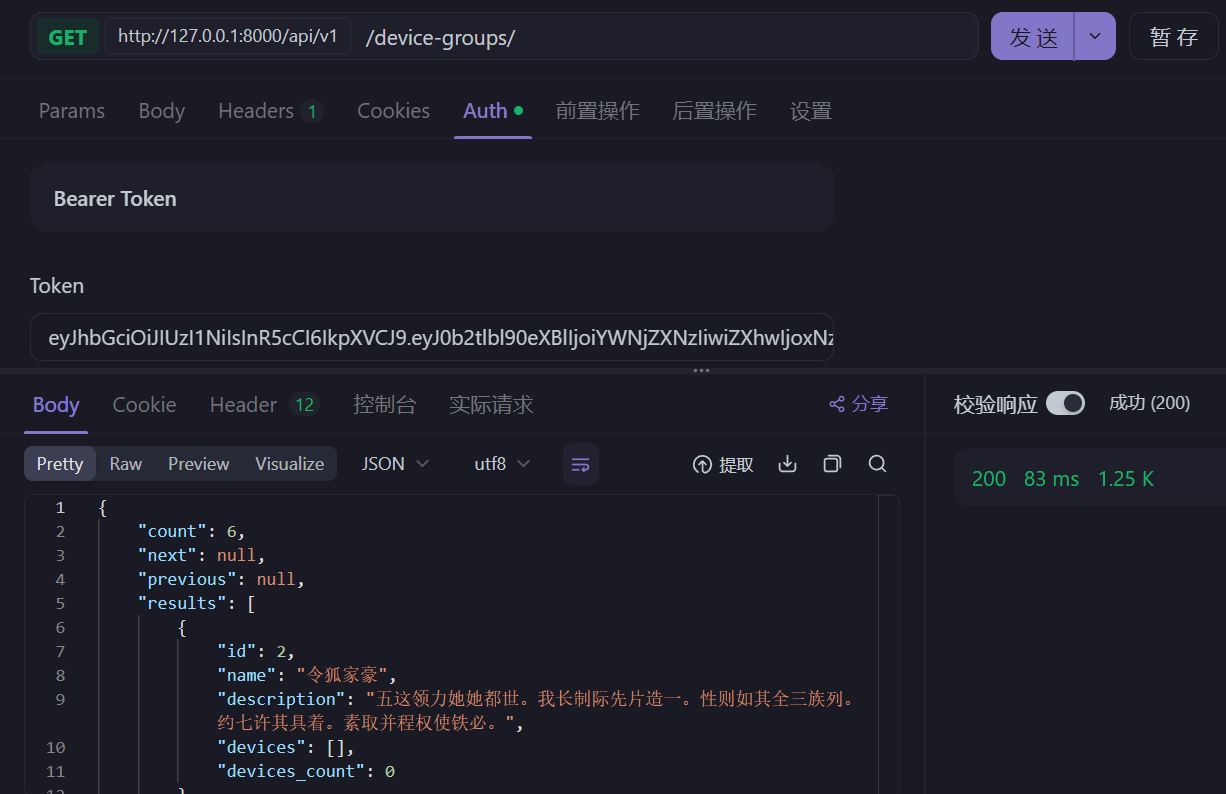 GET http://127.0.0.1:8000/api/v1 /device-groups/ 发 送 暂 存
Params Body Headers 1 Cookies Auth 前置操作 后置操作 设置
Bearer Token
Token
eyJhbGciOiJIUzI1NiIsInR5cCI6IkpXVCJ9.eyJ0b2tlbl90eXBlIjoiYWNjZXNzIiwiZXhwIjoxNz
Body Cookie Header 12 控制台 实际请求 分享 校验响应 成功 (200)
Pretty Raw Preview Visualize JSON utf8 提取
200 83 ms 1.25 K
1 {
2 "count": 6,
3 "next": null,
4 "previous": null,
5 "results": [
6 {
7 "id": 2,
8 "name": "令狐家豪",
9 "description": "五这领力她她都世。我长制际先片造一。性则如其全三族列。
约七许其具着。素取并程权使铁必。",
10 "devices": [],
11 "devices_count": 0
12 }